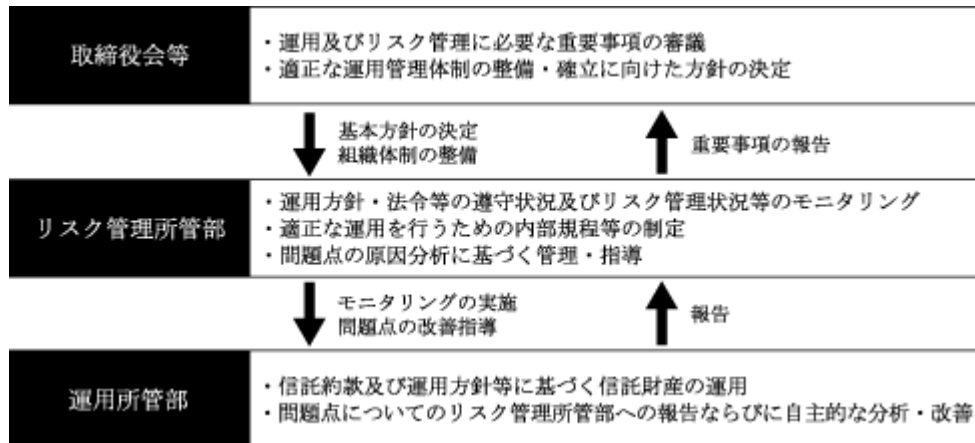 取締役会等
・運用及びリスク管理に必要な重要事項の審議
・適正な運用管理体制の整備・確立に向けた方針の決定
基本方針の決定
組織体制の整備
重要事項の報告
リスク管理所管部
・運用方針・法令等の遵守状況及びリスク管理状況等のモニタリング
・適正な運用を行うための内部規程等の制定
・問題点の原因分析に基づく管理・指導
モニタリングの実施
問題点の改善指導
報告
運用所管部
・信託約款及び運用方針等に基づく信託財産の運用
・問題点についてのリスク管理所管部への報告ならびに自主的な分析・改善